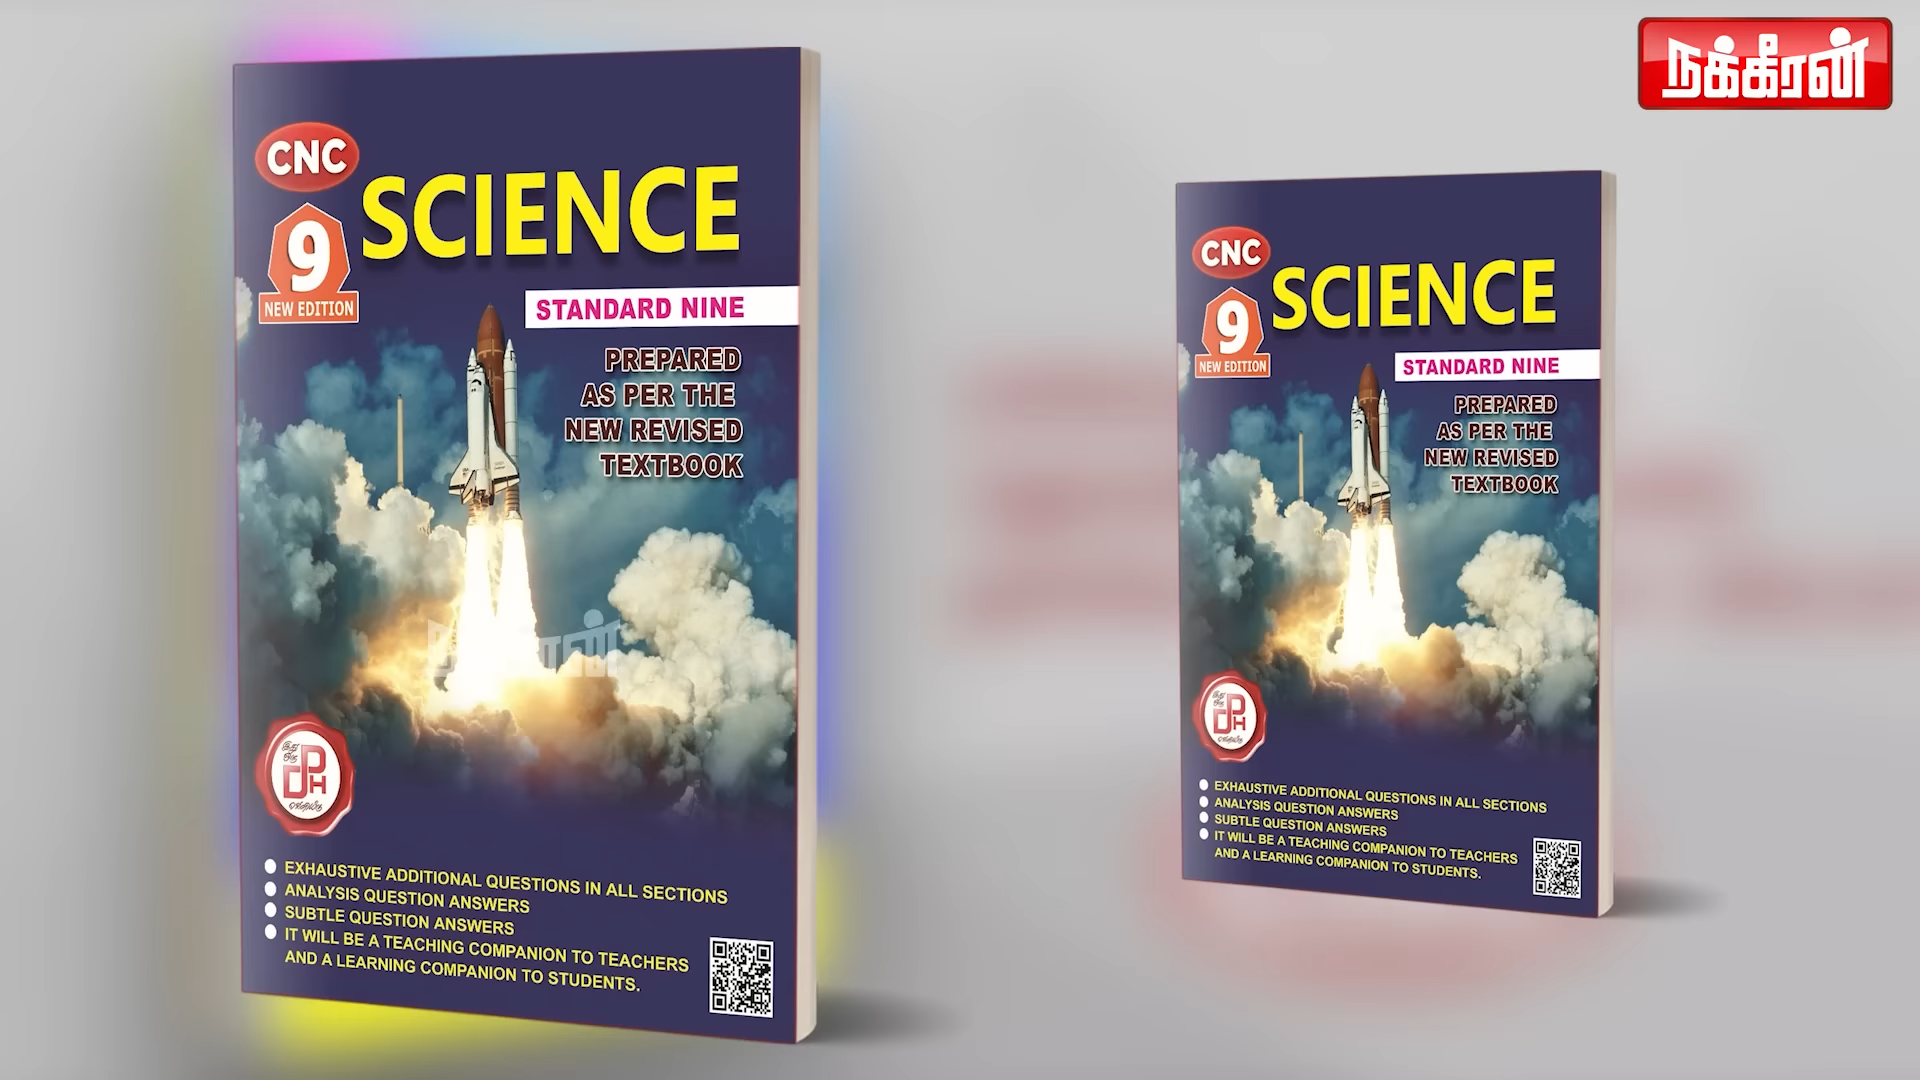 நக்கீரன்
CNC
SCIENCE
9
NEW EDITION
STANDARD NINE
PREPARED
AS PER THE
NEW REVISED
TEXTBOOK
நக்கீரன்
DPH
EXHAUSTIVE ADDITIONAL QUESTIONS IN ALL SECTIONS
ANALYSIS QUESTION ANSWERS
SUBTLE QUESTION ANSWERS
IT WILL BE A TEACHING COMPANION TO TEACHERS
AND A LEARNING COMPANION TO STUDENTS.
CNC
SCIENCE
9
NEW EDITION
STANDARD NINE
PREPARED
AS PER THE
NEW REVISED
TEXTBOOK
DPH
EXHAUSTIVE ADDITIONAL QUESTIONS IN ALL SECTIONS
ANALYSIS QUESTION ANSWERS
SUBTLE QUESTION ANSWERS
IT WILL BE A TEACHING COMPANION TO TEACHERS
AND A LEARNING COMPANION TO STUDENTS.